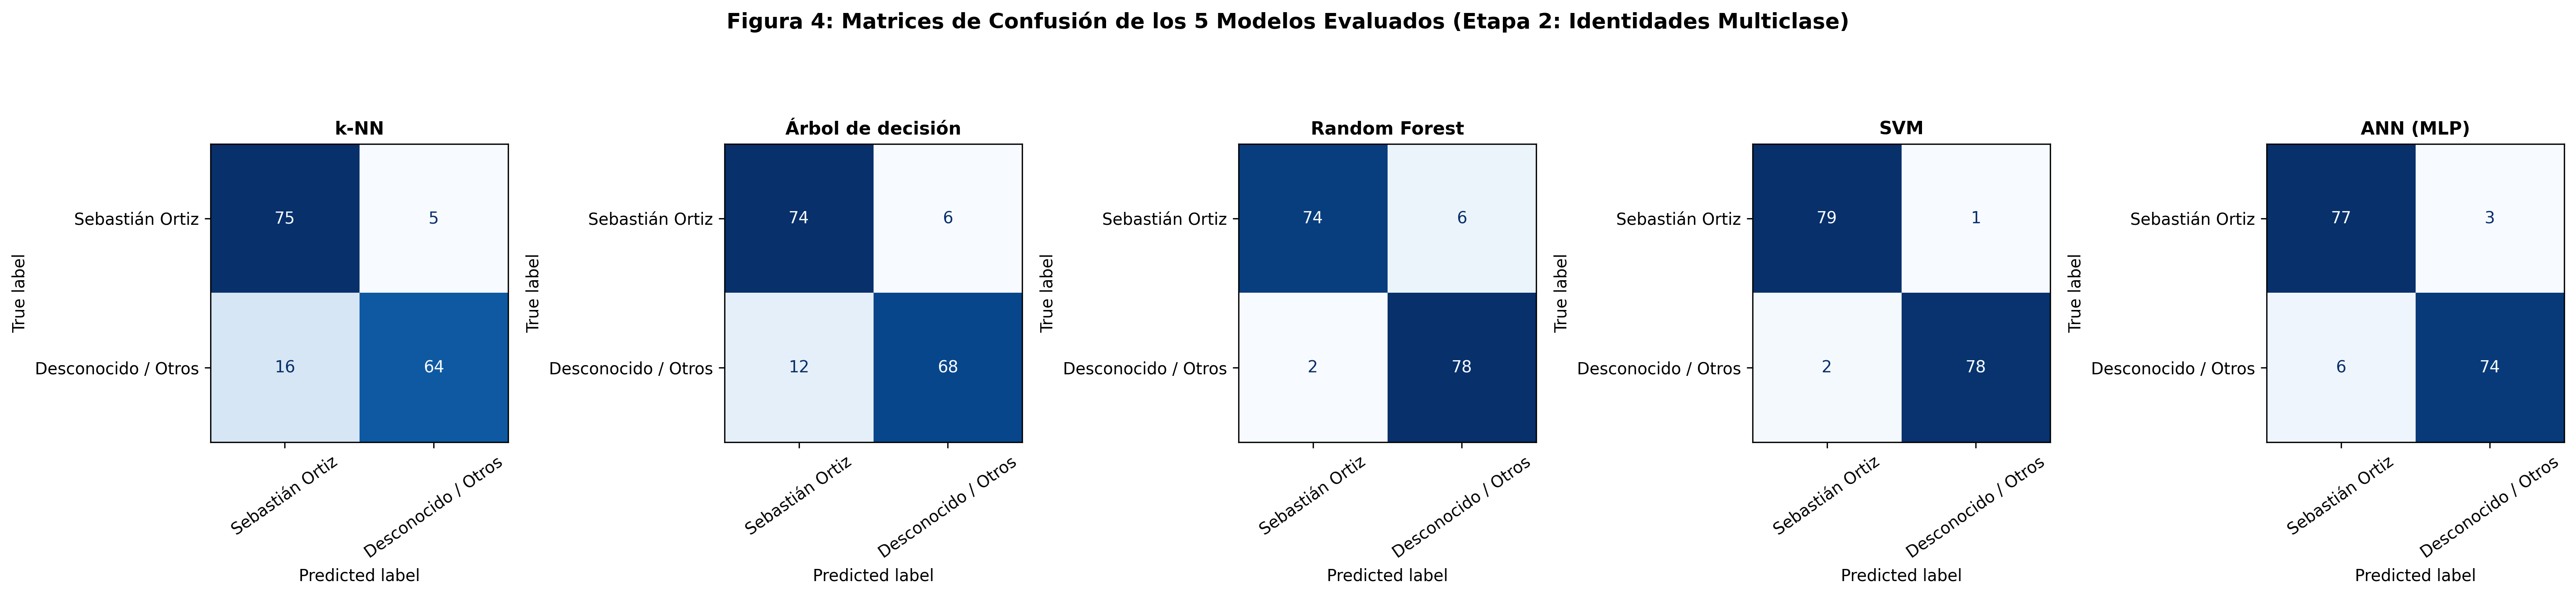 Figura 4: Matrices de Confusión de los 5 Modelos Evaluados (Etapa 2: Identidades Multiclase)
k-NN
True label
Sebastián Ortiz
75 5
Desconocido / Otros
16 64
Sebastián Ortiz
Desconocido / Otros
Predicted label
Árbol de decisión
True label
Sebastián Ortiz
74 6
Desconocido / Otros
12 68
Sebastián Ortiz
Desconocido / Otros
Predicted label
Random Forest
True label
Sebastián Ortiz
74 6
Desconocido / Otros
2 78
Sebastián Ortiz
Desconocido / Otros
Predicted label
SVM
True label
Sebastián Ortiz
79 1
Desconocido / Otros
2 78
Sebastián Ortiz
Desconocido / Otros
Predicted label
ANN (MLP)
True label
Sebastián Ortiz
77 3
Desconocido / Otros
6 74
Sebastián Ortiz
Desconocido / Otros
Predicted label